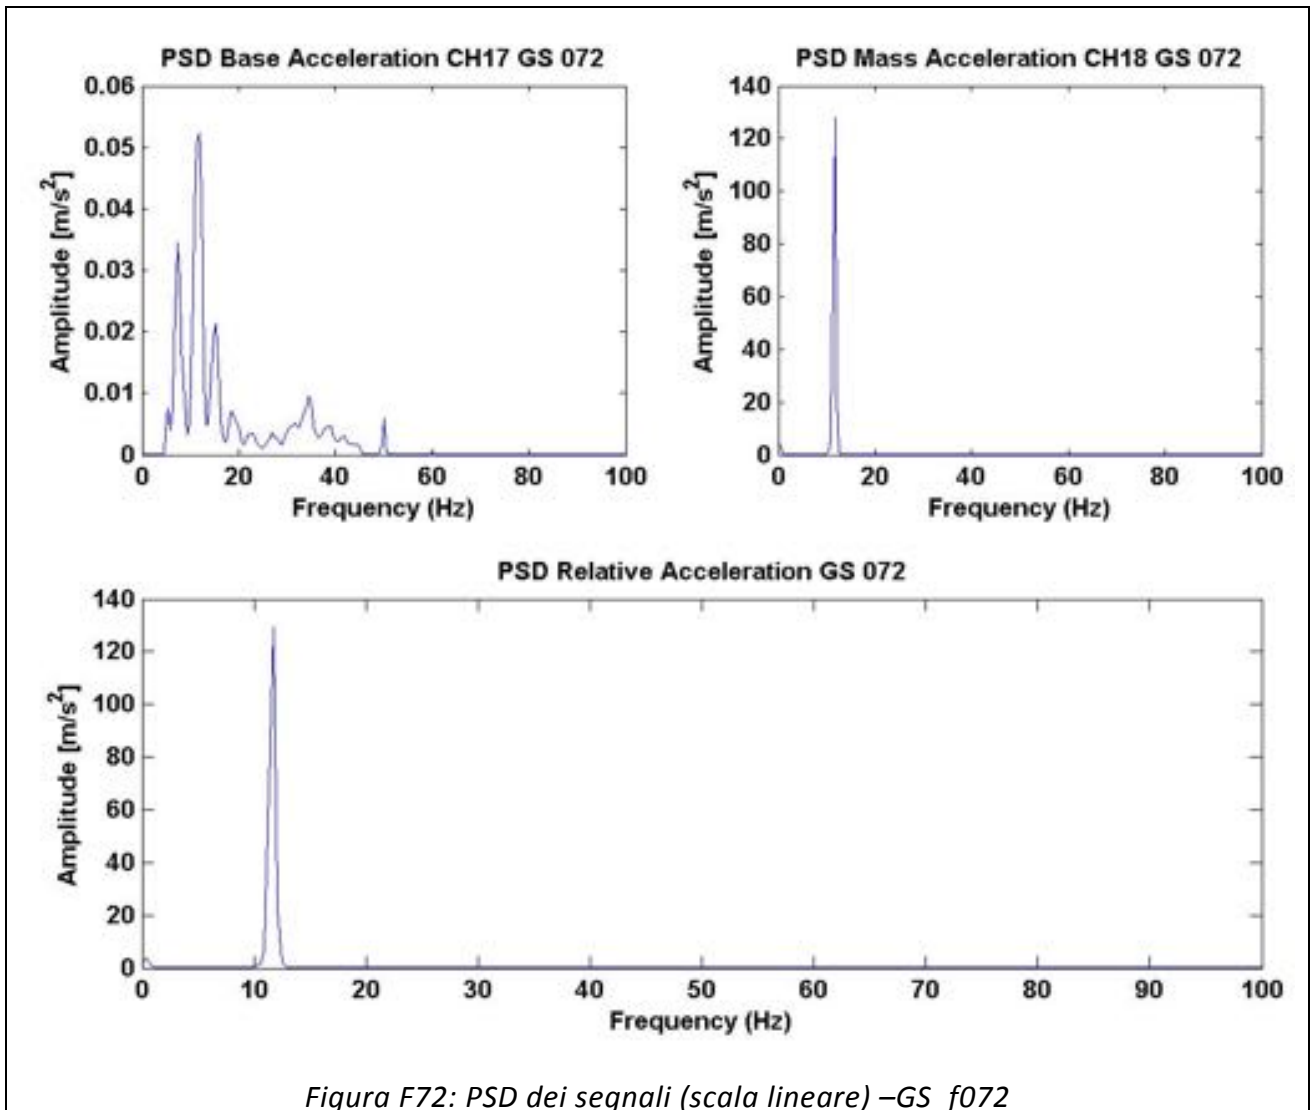 PSD Base Acceleration CH17 GS 072
0.06
0.05
0.04
0.03
0.02
0.01
0
Amplitude [m/s²]
0 20 40 60 80 100
Frequency (Hz)
PSD Mass Acceleration CH18 GS 072
140
120
100
80
60
40
20
0
Amplitude [m/s²]
0 20 40 60 80 100
Frequency (Hz)
PSD Relative Acceleration GS 072
140
120
100
80
60
40
20
0
Amplitude [m/s²]
0 10 20 30 40 50 60 70 80 90 100
Frequency (Hz)
Figura F72: PSD dei segnali (scala lineare) –GS_f072